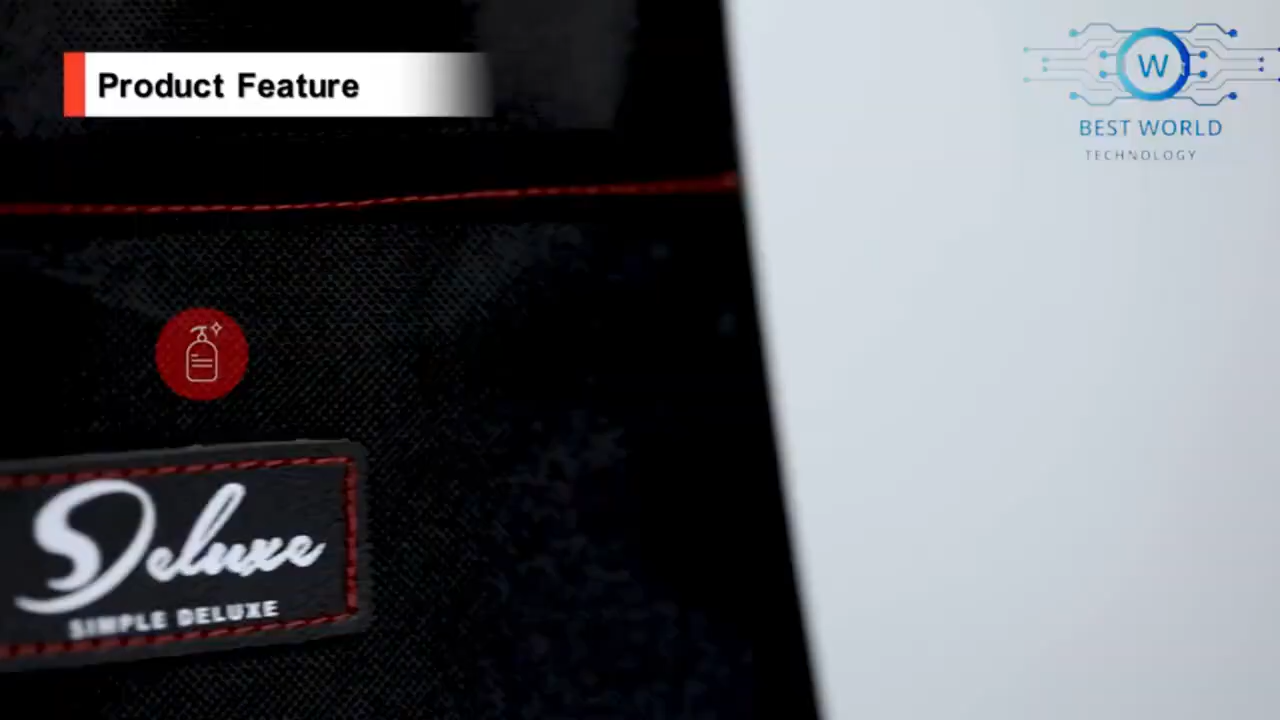 Product Feature
W
BEST WORLD
TECHNOLOGY
Deluxe
SIMPLE DELUXE